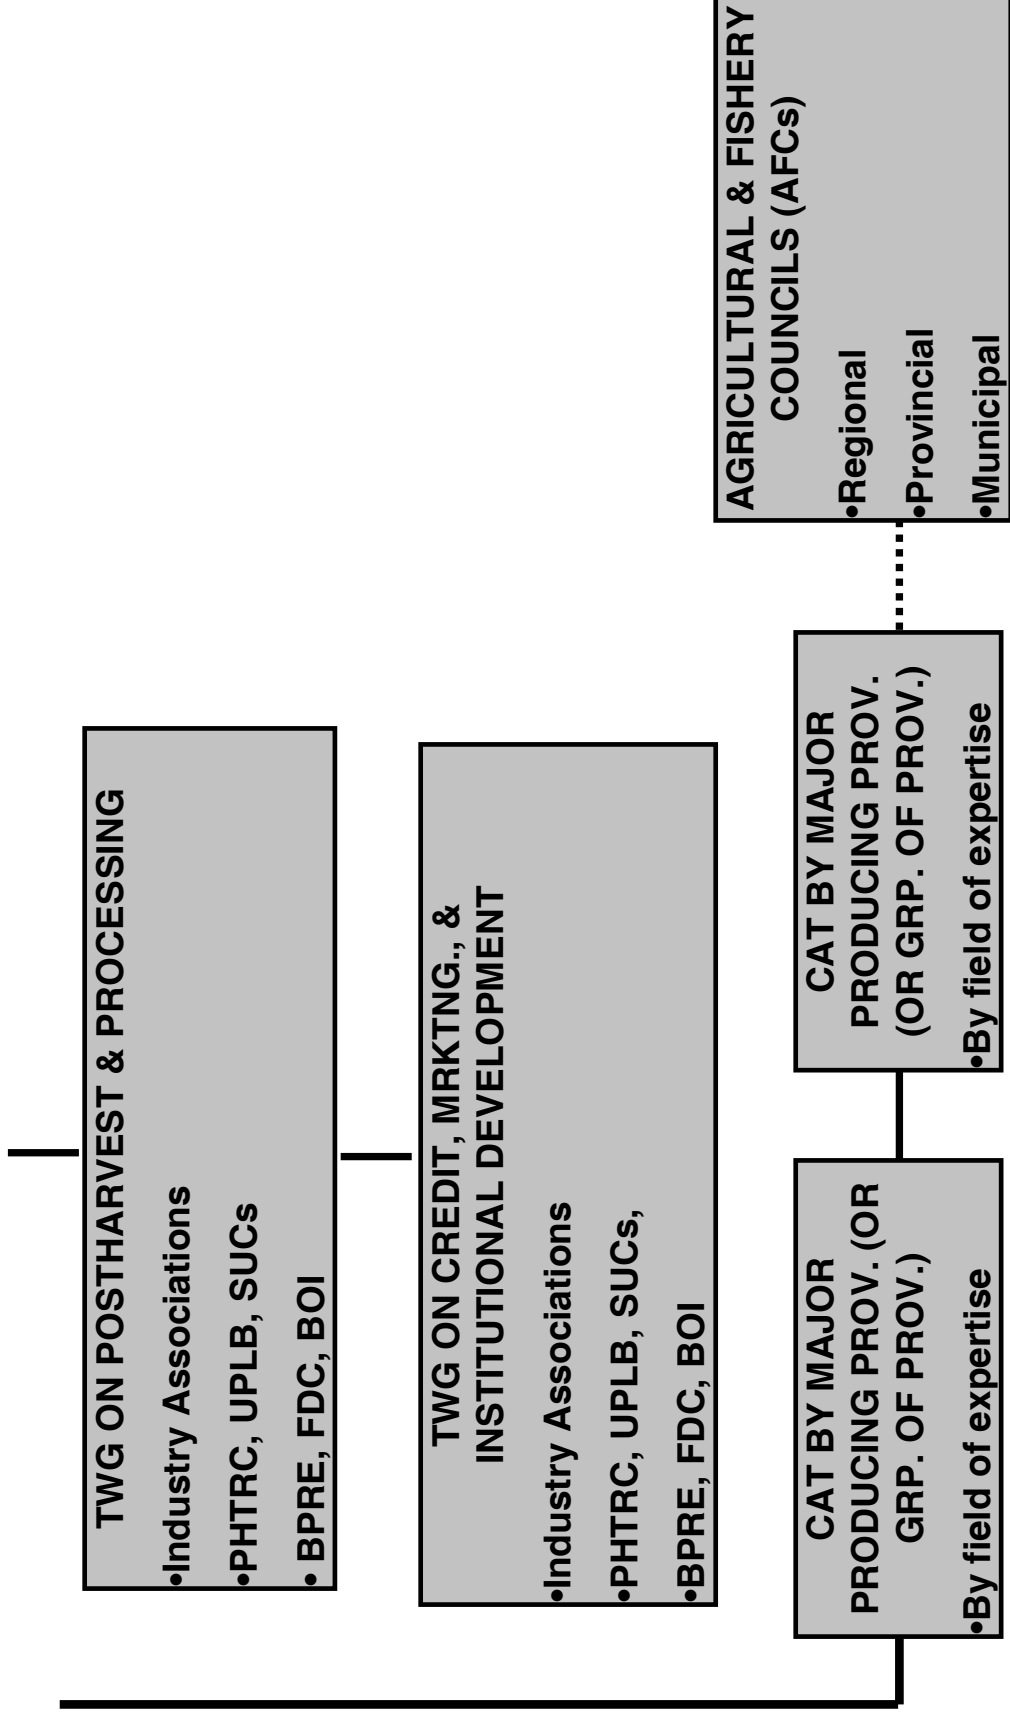 TWG ON POSTHARVEST & PROCESSING
•Industry Associations
•PHTRC, UPLB, SUCs
• BPRE, FDC, BOI
TWG ON CREDIT, MRKTNG., &
INSTITUTIONAL DEVELOPMENT
•Industry Associations
•PHTRC, UPLB, SUCs,
•BPRE, FDC, BOI
CAT BY MAJOR
PRODUCING PROV. (OR
GRP. OF PROV.)
•By field of expertise
CAT BY MAJOR
PRODUCING PROV.
(OR GRP. OF PROV.)
•By field of expertise
AGRICULTURAL & FISHERY
COUNCILS (AFCs)
•Regional
•Provincial
•Municipal